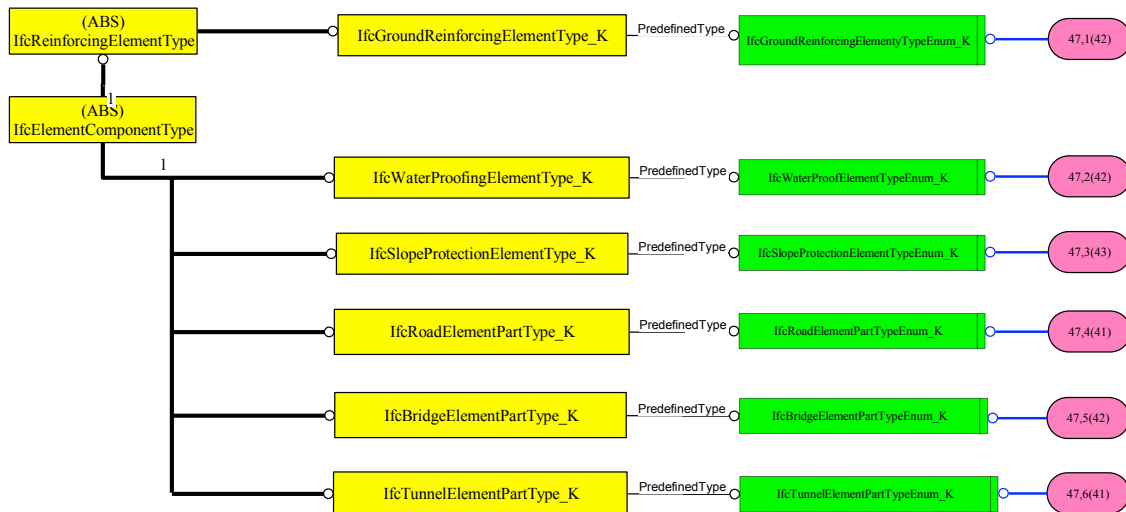 (ABS)
IfcReinforcingElementType
IfcGroundReinforcingElementType_K
PredefinedType
IfcGroundReinforcingElementyTypeEnum_K
47,1(42)
1
(ABS)
IfcElementComponentType
1
IfcWaterProofingElementType_K
PredefinedType
IfcWaterProofElementTypeEnum_K
47,2(42)
IfcSlopeProtectionElementType_K
PredefinedType
IfcSlopeProtectionElementTypeEnum_K
47,3(43)
IfcRoadElementPartType_K
PredefinedType
IfcRoadElementPartTypeEnum_K
47,4(41)
IfcBridgeElementPartType_K
PredefinedType
IfcBridgeElementPartTypeEnum_K
47,5(42)
IfcTunnelElementPartType_K
PredefinedType
IfcTunnelElementPartTypeEnum_K
47,6(41)